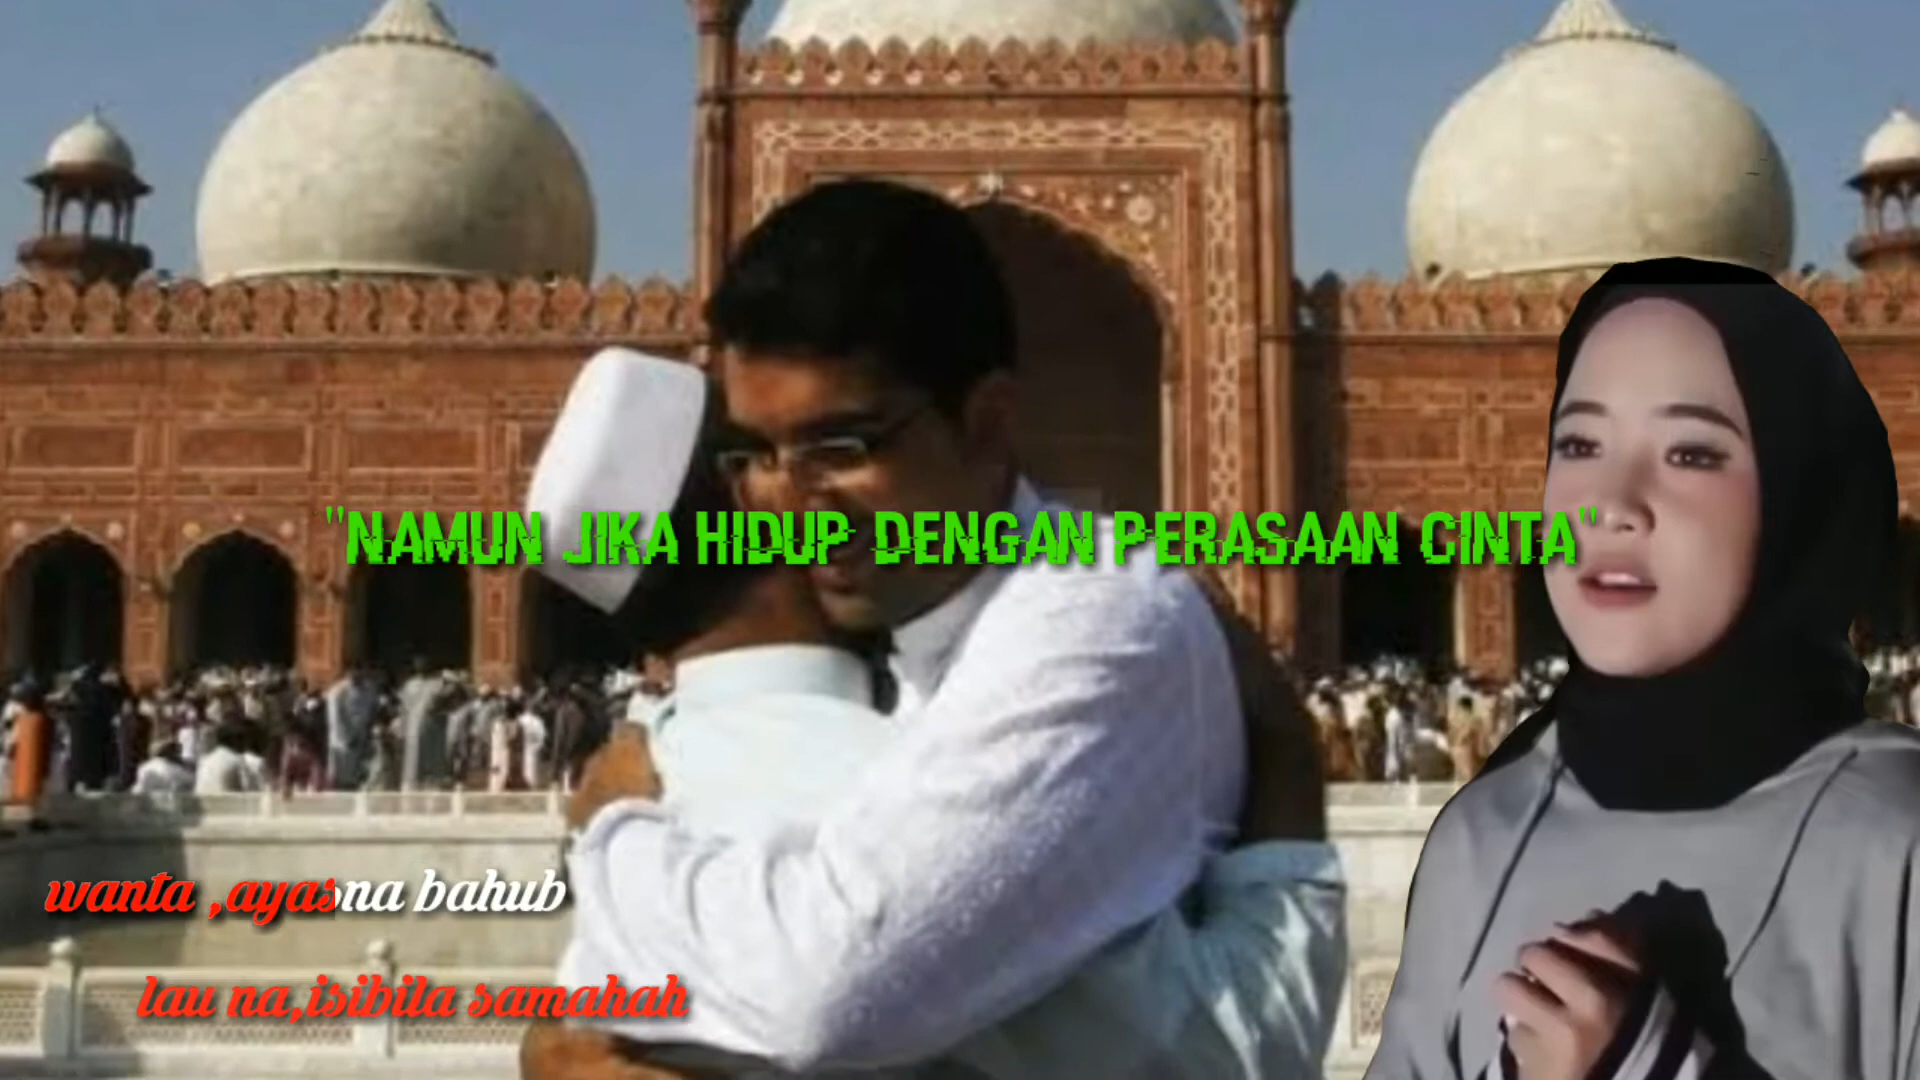 "NAMUN JIKA HIDUP DENGAN PERASAAN CINTA"
wanta ,ayasna bahub
lau na,isibila samahah